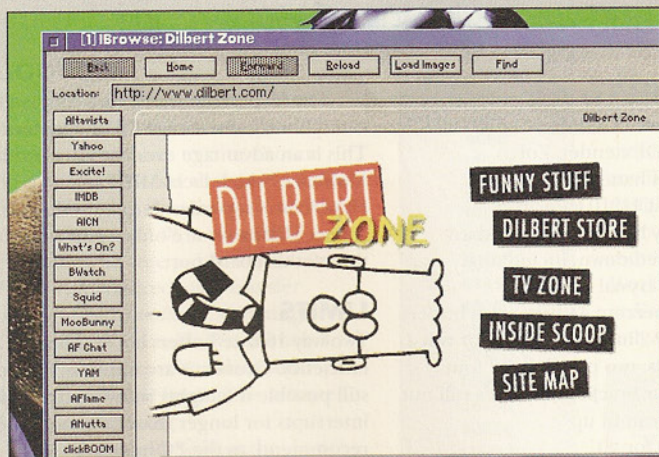 [1] IBrowse: Dilbert Zone
Back Home Forward Reload Load Images Find
Location: http://www.dilbert.com/
Dilbert Zone
Altavista
Yahoo
Excite!
IMDB
AICN
What's On?
BWatch
Squid
MooBunny
AF Chat
YAM
AFlame
ANutta
clickBOOM
DILBERT
ZONE
FUNNY STUFF
DILBERT STORE
TV ZONE
INSIDE SCOOP
SITE MAP